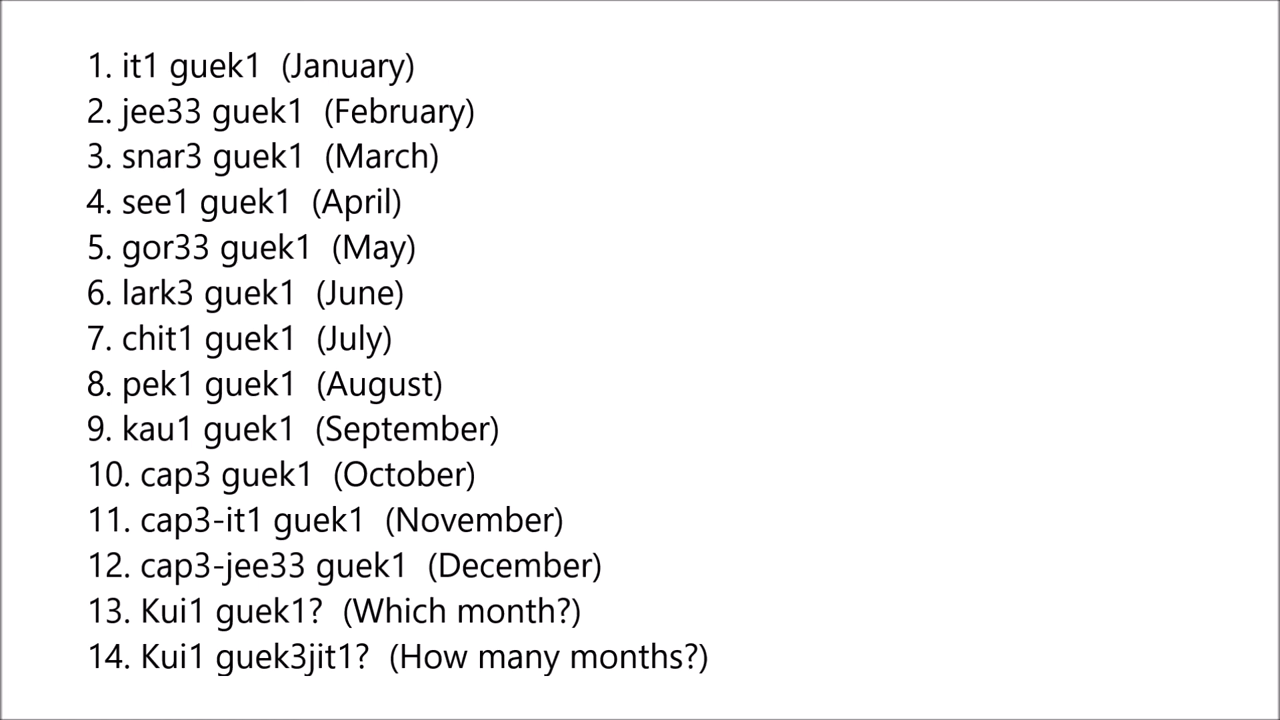 1. it1 guek1 (January)
2. jee33 guek1 (February)
3. snar3 guek1 (March)
4. see1 guek1 (April)
5. gor33 guek1 (May)
6. lark3 guek1 (June)
7. chit1 guek1 (July)
8. pek1 guek1 (August)
9. kau1 guek1 (September)
10. cap3 guek1 (October)
11. cap3-it1 guek1 (November)
12. cap3-jee33 guek1 (December)
13. Kui1 guek1? (Which month?)
14. Kui1 guek3jit1? (How many months?)